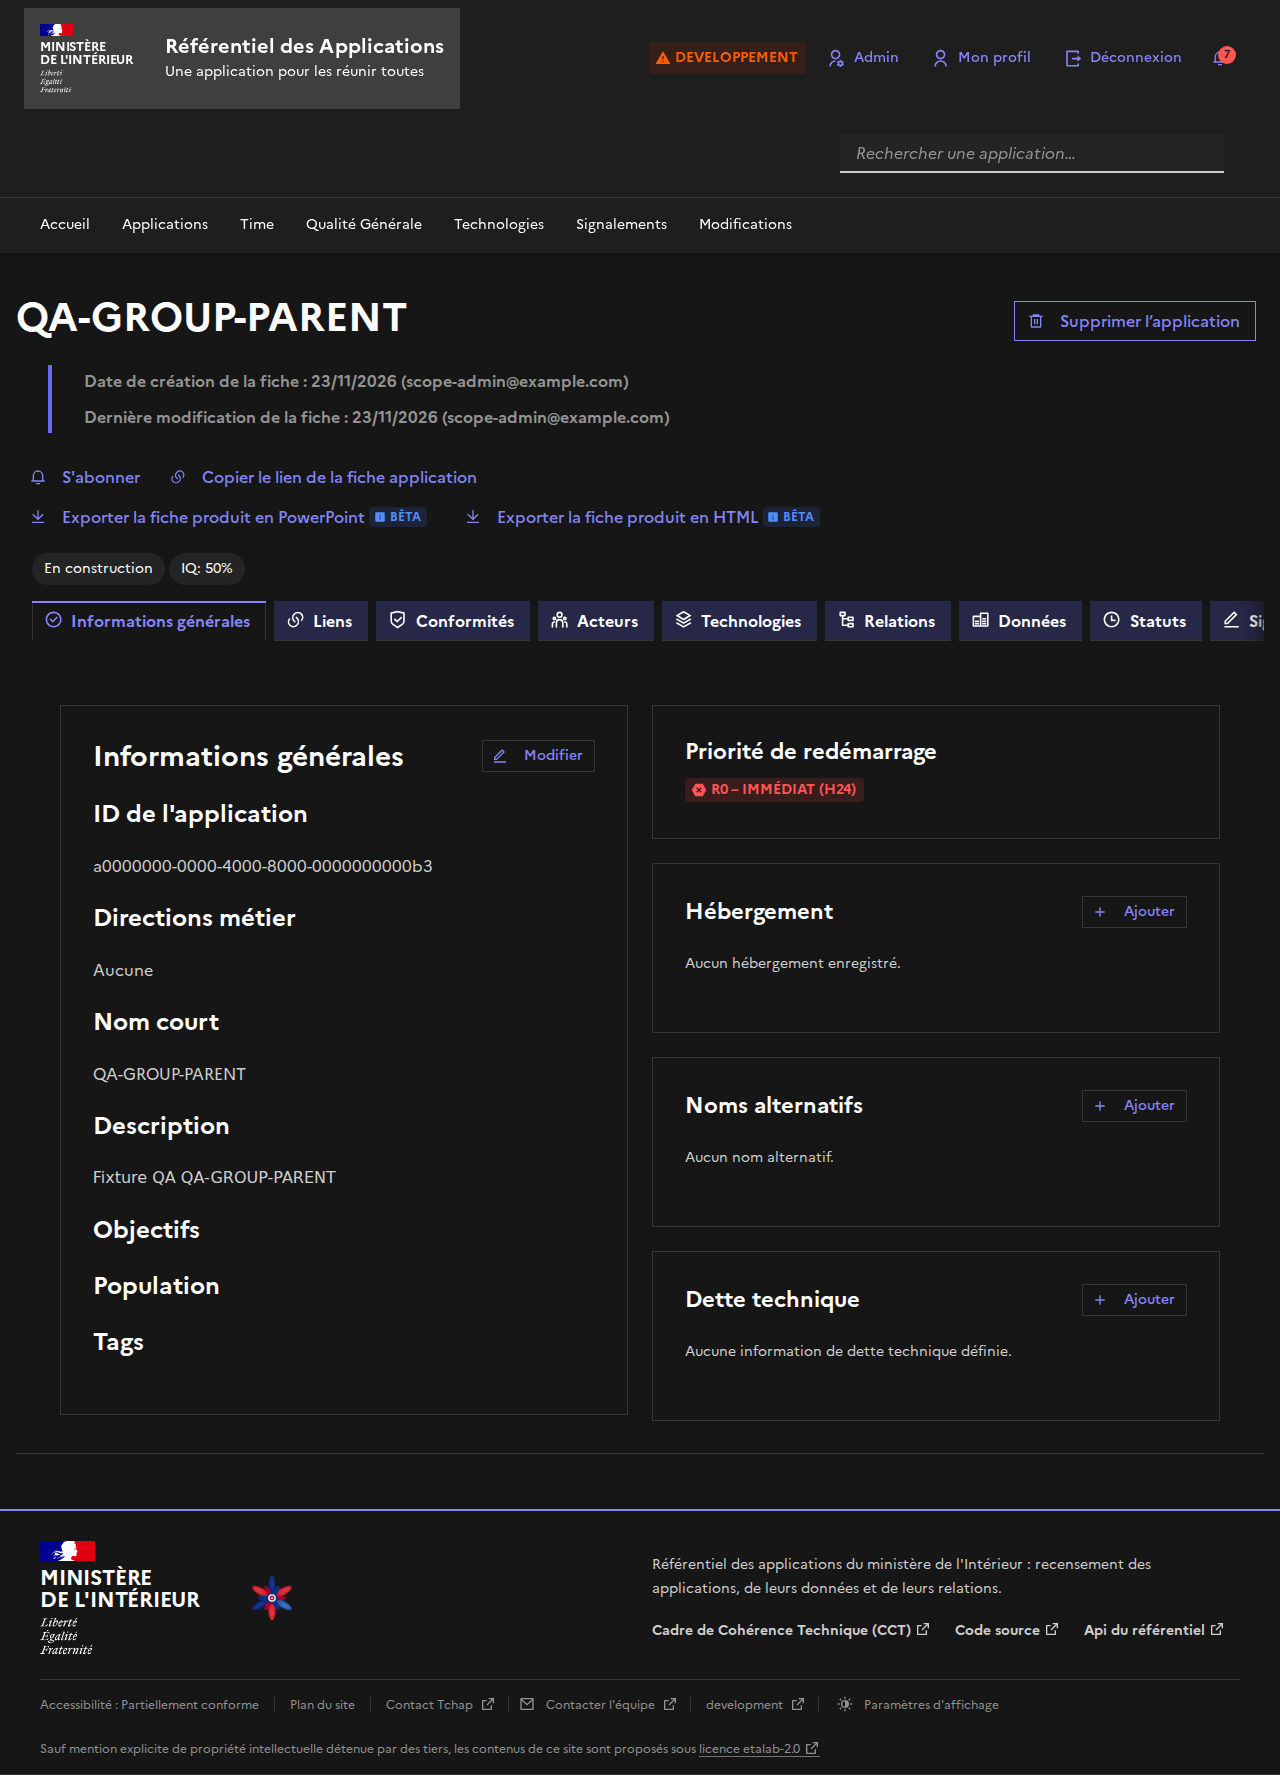 MINISTÈRE
DE L'INTÉRIEUR
Liberté
Égalité
Fraternité
Référentiel des Applications
Une application pour les réunir toutes
DEVELOPPEMENT
Admin
Mon profil
Déconnexion
7
Rechercher une application…
Accueil
Applications
Time
Qualité Générale
Technologies
Signalements
Modifications
QA-GROUP-PARENT
Supprimer l’application
Date de création de la fiche : 23/11/2026 (scope-admin@example.com)
Dernière modification de la fiche : 23/11/2026 (scope-admin@example.com)
S'abonner
Copier le lien de la fiche application
Exporter la fiche produit en PowerPoint BÊTA
Exporter la fiche produit en HTML BÊTA
En construction
IQ: 50%
Informations générales
Liens
Conformités
Acteurs
Technologies
Relations
Données
Statuts
Informations générales
Modifier
ID de l'application
a0000000-0000-4000-8000-0000000000b3
Directions métier
Aucune
Nom court
QA-GROUP-PARENT
Description
Fixture QA QA-GROUP-PARENT
Objectifs
Population
Tags
Priorité de redémarrage
R0 – IMMÉDIAT (H24)
Hébergement
Ajouter
Aucun hébergement enregistré.
Noms alternatifs
Ajouter
Aucun nom alternatif.
Dette technique
Ajouter
Aucune information de dette technique définie.
MINISTÈRE
DE L'INTÉRIEUR
Liberté
Égalité
Fraternité
Référentiel des applications du ministère de l'Intérieur : recensement des
applications, de leurs données et de leurs relations.
Cadre de Cohérence Technique (CCT)
Code source
Api du référentiel
Accessibilité : Partiellement conforme
Plan du site
Contact Tchap
Contacter l'équipe
development
Paramètres d'affichage
Sauf mention explicite de propriété intellectuelle détenue par des tiers, les contenus de ce site sont proposés sous licence etalab-2.0